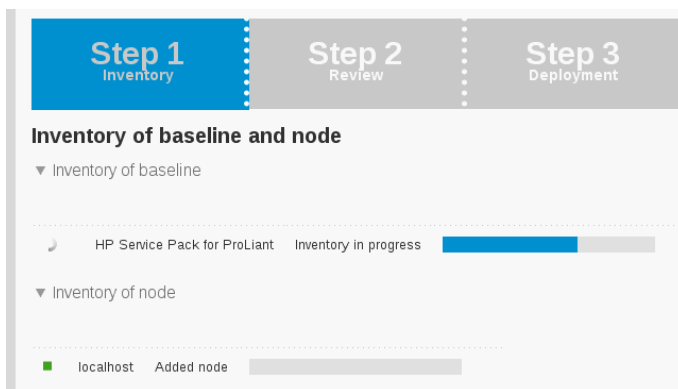 Step 1
Inventory
Step 2
Review
Step 3
Deployment
Inventory of baseline and node
Inventory of baseline
HP Service Pack for ProLiant Inventory in progress
Inventory of node
localhost Added node